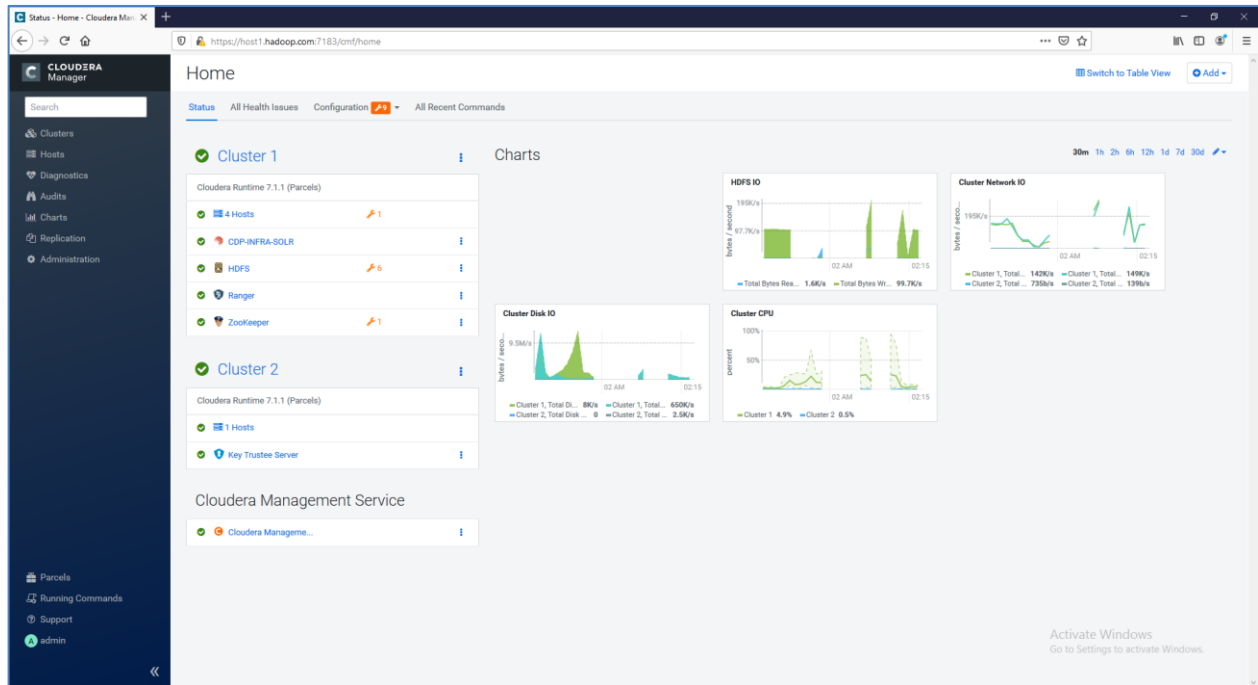 Status - Home - Cloudera Man
https://host1.hadoop.com:7183/cmf/home
CLOUDERA
Manager
Search
Clusters
Hosts
Diagnostics
Audits
Charts
Replication
Administration
Parcels
Running Commands
Support
A admin
Home
Switch to Table View
Add
Status All Health Issues Configuration 9 All Recent Commands
Cluster 1
Cloudera Runtime 7.1.1 (Parcels)
4 Hosts 1
CDP-INFRA-SOLR
HDFS 6
Ranger
ZooKeeper 1
Cluster 2
Cloudera Runtime 7.1.1 (Parcels)
1 Hosts
Key Trustee Server
Cloudera Management Service
Cloudera Manageme...
Charts
30m 1h 2h 6h 12h 1d 7d 30d
HDFS IO
bytes / second
195K/s
97.7K/s
02 AM 02:15
Total Bytes Rea... 1.6K/s Total Bytes Wr... 99.7K/s
Cluster Network IO
bytes / seco...
195K/s
02 AM 02:15
Cluster 1, Total... 142K/s Cluster 1, Total... 149K/s
Cluster 2, Total... 735b/s Cluster 2, Total... 139b/s
Cluster Disk IO
bytes / seco...
9.5M/s
02 AM 02:15
Cluster 1, Total Di... 8K/s Cluster 1, Total... 650K/s
Cluster 2, Total Disk ... 0 Cluster 2, Total ... 2.5K/s
Cluster CPU
percent
100%
50%
02 AM 02:15
Cluster 1 4.9% Cluster 2 0.5%
Activate Windows
Go to Settings to activate Windows.